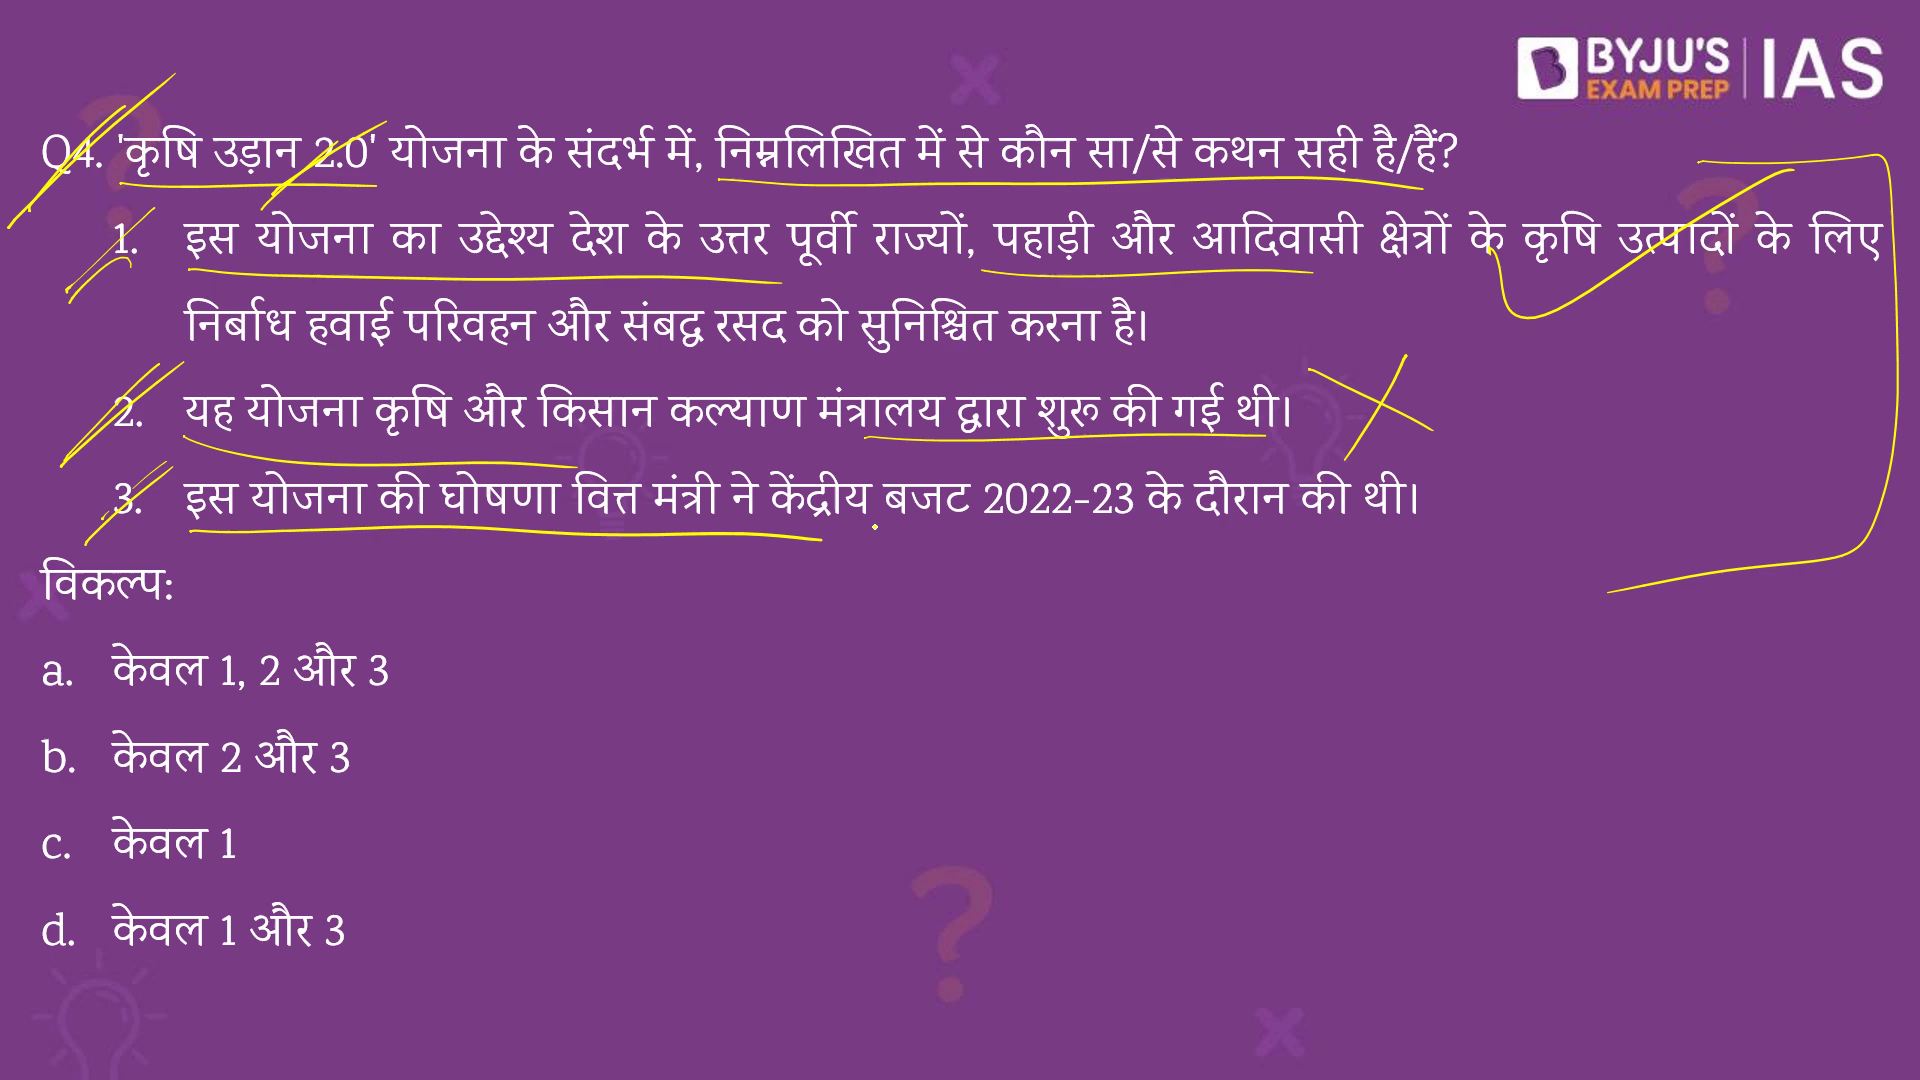 BYJU'S
EXAM PREP
IAS
Q4. 'कृषि उड़ान 2.0' योजना के संदर्भ में, निम्नलिखित में से कौन सा/से कथन सही है/हैं?
1. इस योजना का उद्देश्य देश के उत्तर पूर्वी राज्यों, पहाड़ी और आदिवासी क्षेत्रों के कृषि उत्पादों के लिए
निर्बाध हवाई परिवहन और संबद्ध रसद को सुनिश्चित करना है।
2. यह योजना कृषि और किसान कल्याण मंत्रालय द्वारा शुरू की गई थी।
3. इस योजना की घोषणा वित्त मंत्री ने केंद्रीय बजट 2022-23 के दौरान की थी।
विकल्प:
a. केवल 1, 2 और 3
b. केवल 2 और 3
c. केवल 1
d. केवल 1 और 3